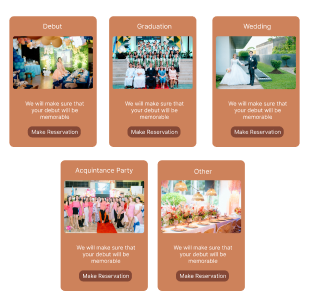 Debut
Graduation
Wedding
We will make sure that
your debut will be
memorable
We will make sure that
your debut will be
memorable
We will make sure that
your debut will be
memorable
Make Reservation
Make Reservation
Make Reservation
Acquintance Party
Other
We will make sure that
your debut will be
memorable
We will make sure that
your debut will be
memorable
Make Reservation
Make Reservation